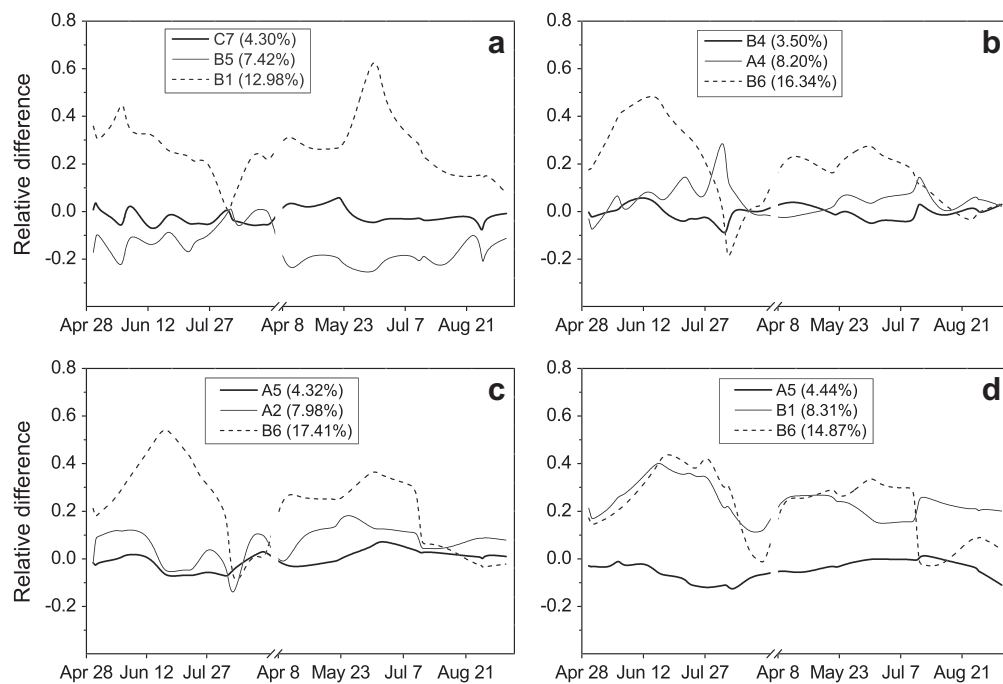 0.8
0.6
0.4
0.2
0.0
-0.2
Relative difference
C7 (4.30%)
B5 (7.42%)
B1 (12.98%)
a
Apr 28 Jun 12 Jul 27 Apr 8 May 23 Jul 7 Aug 21
0.8
0.6
0.4
0.2
0.0
-0.2
B4 (3.50%)
A4 (8.20%)
B6 (16.34%)
b
Apr 28 Jun 12 Jul 27 Apr 8 May 23 Jul 7 Aug 21
0.8
0.6
0.4
0.2
0.0
-0.2
Relative difference
A5 (4.32%)
A2 (7.98%)
B6 (17.41%)
c
Apr 28 Jun 12 Jul 27 Apr 8 May 23 Jul 7 Aug 21
0.8
0.6
0.4
0.2
0.0
-0.2
A5 (4.44%)
B1 (8.31%)
B6 (14.87%)
d
Apr 28 Jun 12 Jul 27 Apr 8 May 23 Jul 7 Aug 21